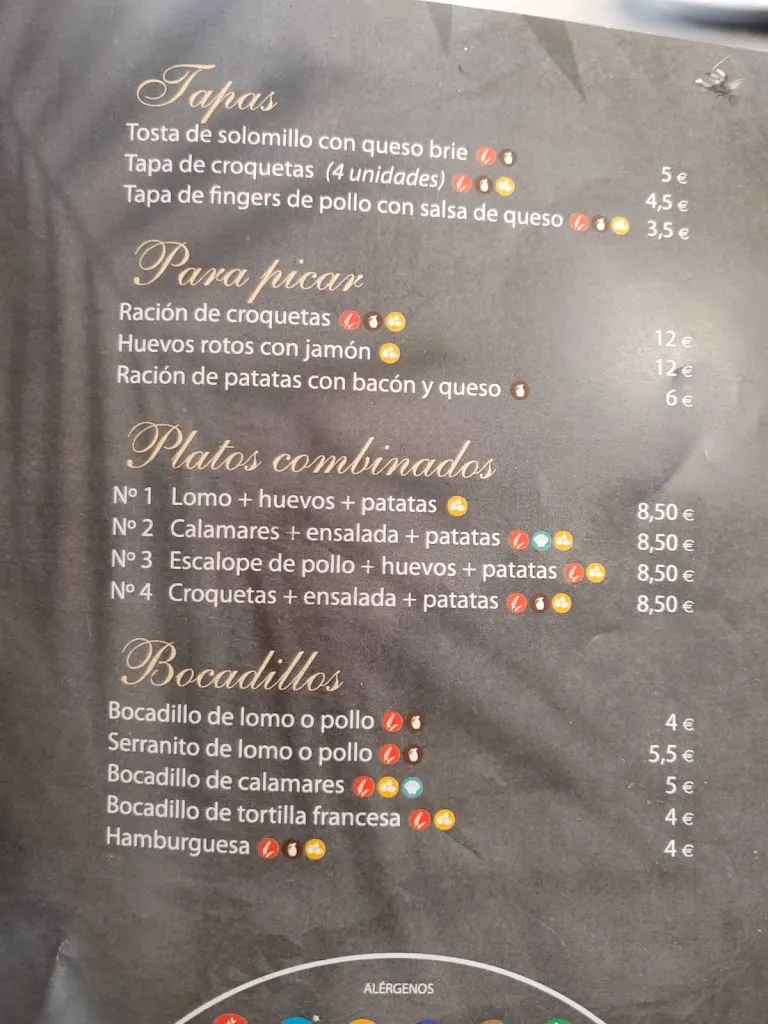 Tapas
Tosta de solomillo con queso brie 5 €
Tapa de croquetas (4 unidades) 4,5 €
Tapa de fingers de pollo con salsa de queso 3,5 €
Para picar
Ración de croquetas 12 €
Huevos rotos con jamón 12 €
Ración de patatas con bacón y queso 6 €
Platos combinados
Nº 1 Lomo + huevos + patatas 8,50 €
Nº 2 Calamares + ensalada + patatas 8,50 €
Nº 3 Escalope de pollo + huevos + patatas 8,50 €
Nº 4 Croquetas + ensalada + patatas 8,50 €
Bocadillos
Bocadillo de lomo o pollo 4 €
Serranito de lomo o pollo 5,5 €
Bocadillo de calamares 5 €
Bocadillo de tortilla francesa 4 €
Hamburguesa 4 €
ALÉRGENOS